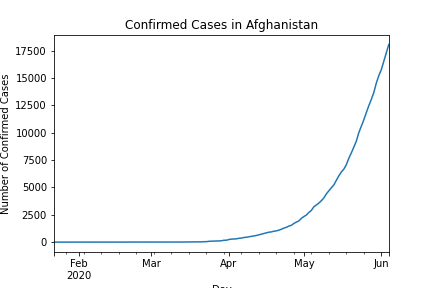 Confirmed Cases in Afghanistan
Number of Confirmed Cases
17500
15000
12500
10000
7500
5000
2500
0
Feb
2020
Mar
Apr
May
Jun